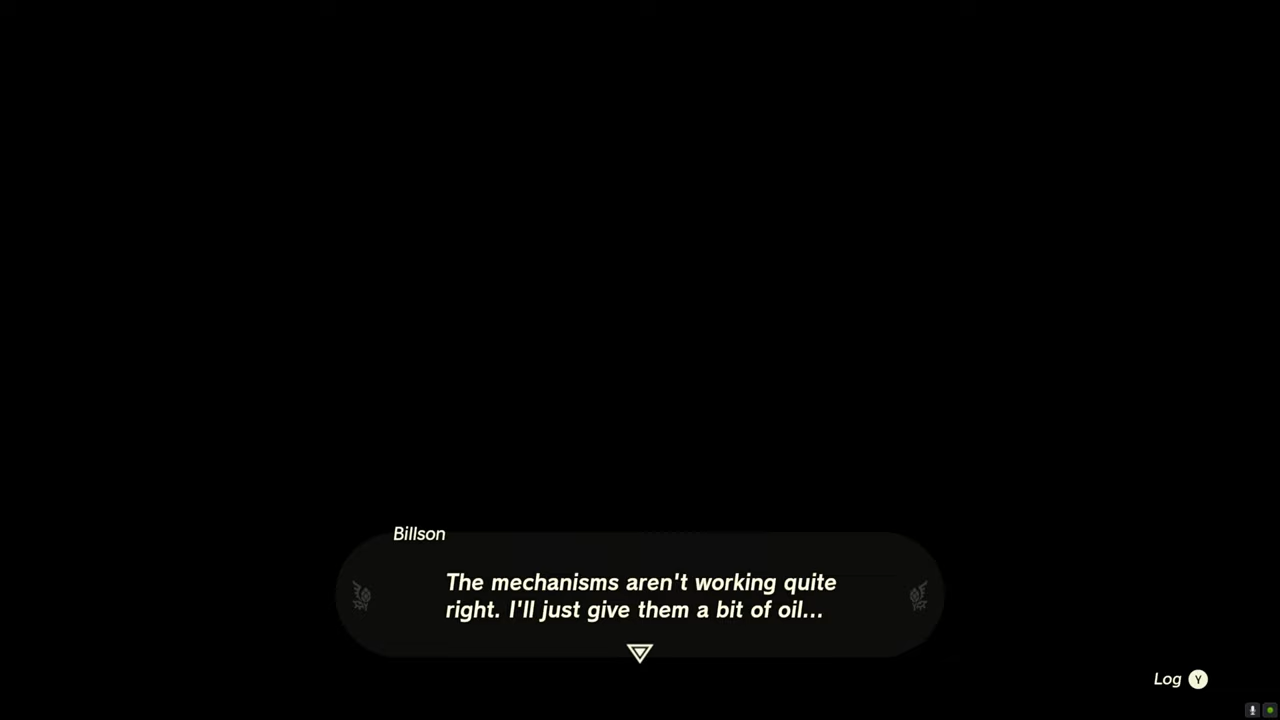 Billson
The mechanisms aren't working quite
right. I'll just give them a bit of oil...
Log Y